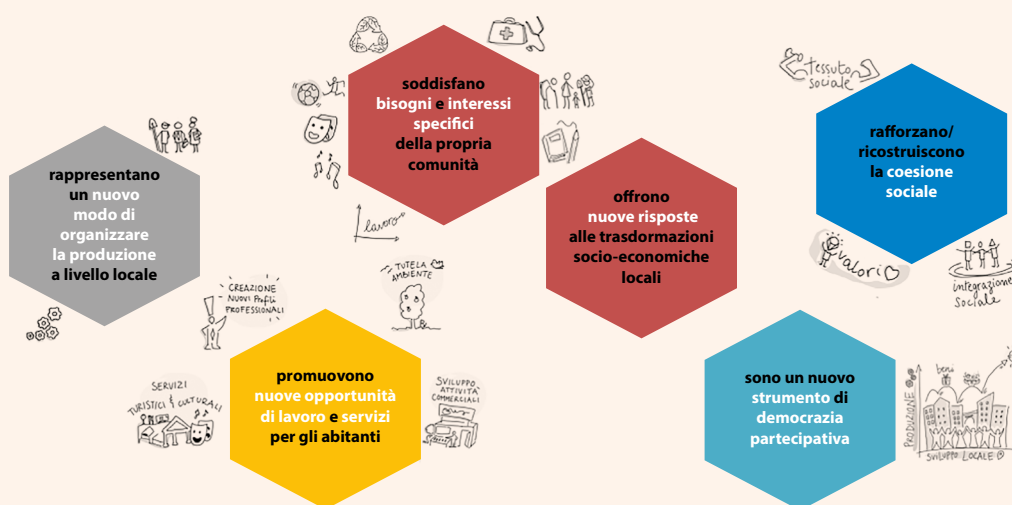 rappresentano
un nuovo
modo di
organizzare
la produzione
a livello locale
soddisfano
bisogni e interessi
specifici
della propria
comunità
lavoro
CREAZIONE
NUOVI PROFILI
PROFESSIONALI
TUTELA
AMBIENTE
SERVIZI
TURISTICI & CULTURALI
promuovono
nuove opportunità
di lavoro e servizi
per gli abitanti
SVILUPPO
ATTIVITÀ
COMMERCIALI
offrono
nuove risposte
alle trasdormazioni
socio-economiche
locali
tessuto
sociale
rafforzano/
ricostruiscono
la coesione
sociale
valori
integrazione
sociale
sono un nuovo
strumento di
democrazia
partecipativa
PRODUZIONE
beni
SVILUPPO LOCALE